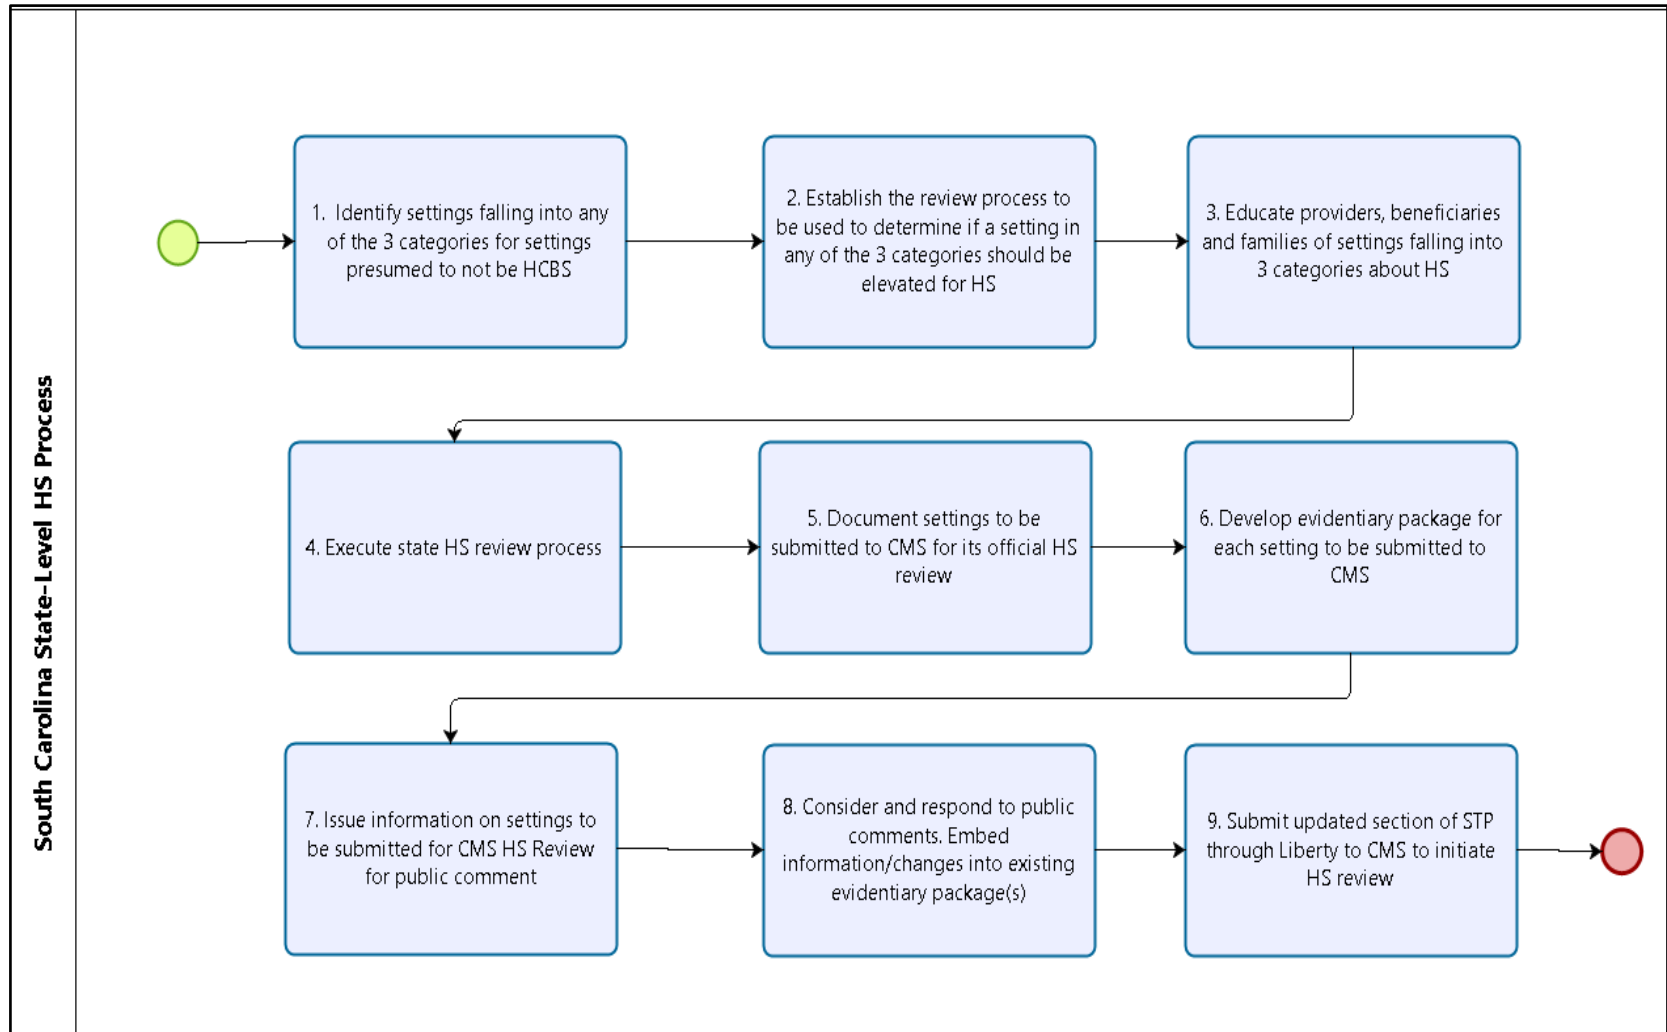 South Carolina State-Level HS Process
1. Identify settings falling into any
of the 3 categories for settings
presumed to not be HCBS
2. Establish the review process to
be used to determine if a setting in
any of the 3 categories should be
elevated for HS
3. Educate providers, beneficiaries
and families of settings falling into
3 categories about HS
4. Execute state HS review process
5. Document settings to be
submitted to CMS for its official HS
review
6. Develop evidentiary package for
each setting to be submitted to
CMS
7. Issue information on settings to
be submitted for CMS HS Review
for public comment
8. Consider and respond to public
comments. Embed
information/changes into existing
evidentiary package(s)
9. Submit updated section of STP
through Liberty to CMS to initiate
HS review